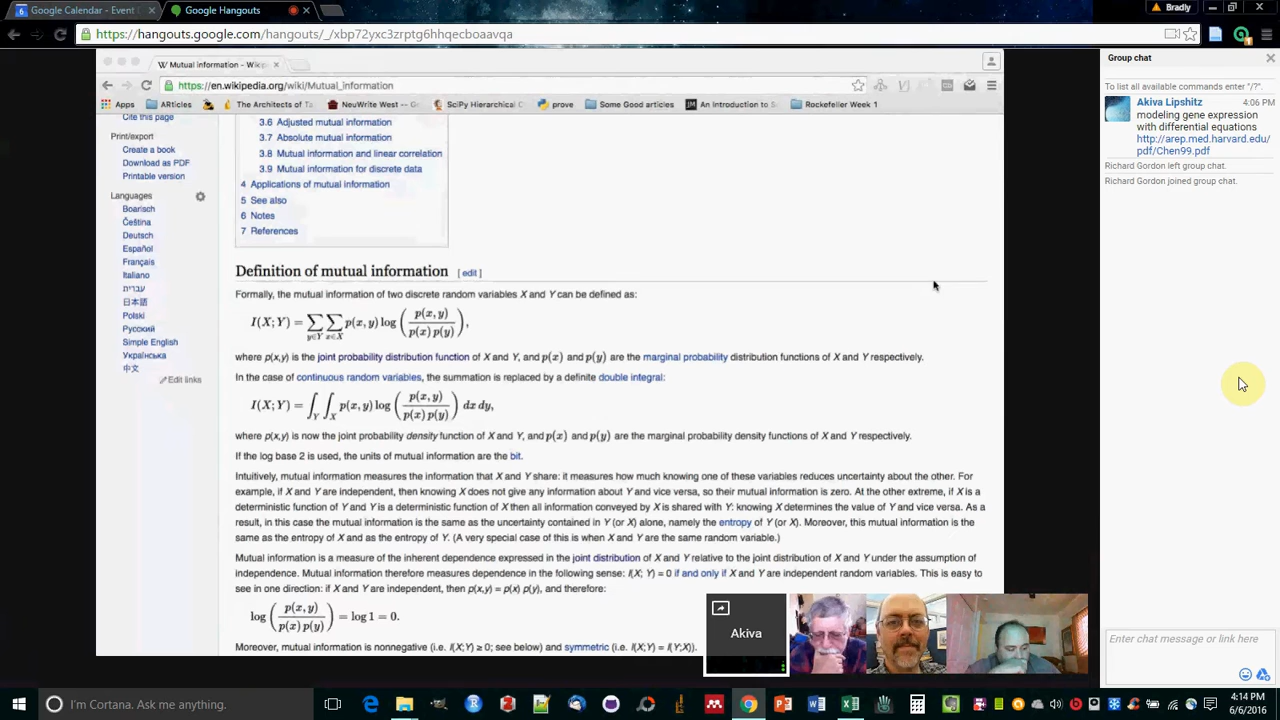 Google Calendar - Event D
Google Hangouts
Bradly
https://hangouts.google.com/hangouts/_/xbp72yxc3zrptg6hhqecboaavqa
Mutual information - Wiki
https://en.wikipedia.org/wiki/Mutual_information
Apps
ARticles
The Architects of Ta
NeuWrite West -- Ge
SciPy Hierarchical C
prove
Some Good articles
An Introduction to S
Rockefeller Week 1
Cite this page
Print/export
Create a book
Download as PDF
Printable version
Languages
Boarisch
Čeština
Deutsch
Español
Français
Italiano
עברית
日本語
Polski
Русский
Simple English
Українська
中文
Edit links
3.6 Adjusted mutual information
3.7 Absolute mutual information
3.8 Mutual information and linear correlation
3.9 Mutual information for discrete data
4 Applications of mutual information
5 See also
6 Notes
7 References
Definition of mutual information [ edit ]
Formally, the mutual information of two discrete random variables X and Y can be defined as:
I(X; Y) = ∑y∈Y ∑x∈X p(x, y) log ( p(x, y) / p(x) p(y) ),
where p(x,y) is the joint probability distribution function of X and Y, and p(x) and p(y) are the marginal probability distribution functions of X and Y respectively.
In the case of continuous random variables, the summation is replaced by a definite double integral:
I(X; Y) = ∫Y ∫X p(x, y) log ( p(x, y) / p(x) p(y) ) dx dy,
where p(x,y) is now the joint probability density function of X and Y, and p(x) and p(y) are the marginal probability density functions of X and Y respectively.
If the log base 2 is used, the units of mutual information are the bit.
Intuitively, mutual information measures the information that X and Y share: it measures how much knowing one of these variables reduces uncertainty about the other. For
example, if X and Y are independent, then knowing X does not give any information about Y and vice versa, so their mutual information is zero. At the other extreme, if X is a
deterministic function of Y and Y is a deterministic function of X then all information conveyed by X is shared with Y: knowing X determines the value of Y and vice versa. As a
result, in this case the mutual information is the same as the uncertainty contained in Y (or X) alone, namely the entropy of Y (or X). Moreover, this mutual information is the
same as the entropy of X and as the entropy of Y. (A very special case of this is when X and Y are the same random variable.)
Mutual information is a measure of the inherent dependence expressed in the joint distribution of X and Y relative to the joint distribution of X and Y under the assumption of
independence. Mutual information therefore measures dependence in the following sense: I(X; Y) = 0 if and only if X and Y are independent random variables. This is easy to
see in one direction: if X and Y are independent, then p(x,y) = p(x) p(y), and therefore:
log ( p(x, y) / p(x) p(y) ) = log 1 = 0.
Moreover, mutual information is nonnegative (i.e. I(X;Y) ≥ 0; see below) and symmetric (i.e. I(X;Y) = I(Y;X)).
Akiva
Group chat
To list all available commands enter "/?".
Akiva Lipshitz 4:06 PM
modeling gene expression
with differential equations
http://arep.med.harvard.edu/
pdf/Chen99.pdf
Richard Gordon left group chat.
Richard Gordon joined group chat.
Enter chat message or link here
I'm Cortana. Ask me anything.
4:14 PM
6/6/2016